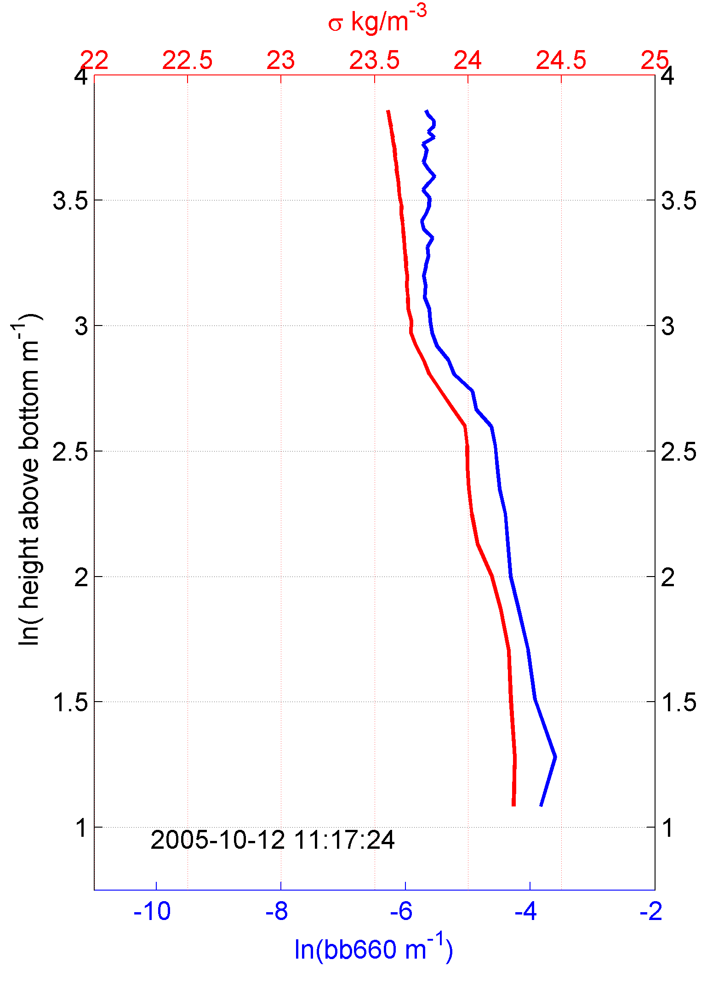 σ kg/m-3
22 22.5 23 23.5 24 24.5 25
4 4
3.5 3.5
3 3
2.5 2.5
2 2
1.5 1.5
1 1
ln( height above bottom m-1)
2005-10-12 11:17:24
-10 -8 -6 -4 -2
ln(bb660 m-1)